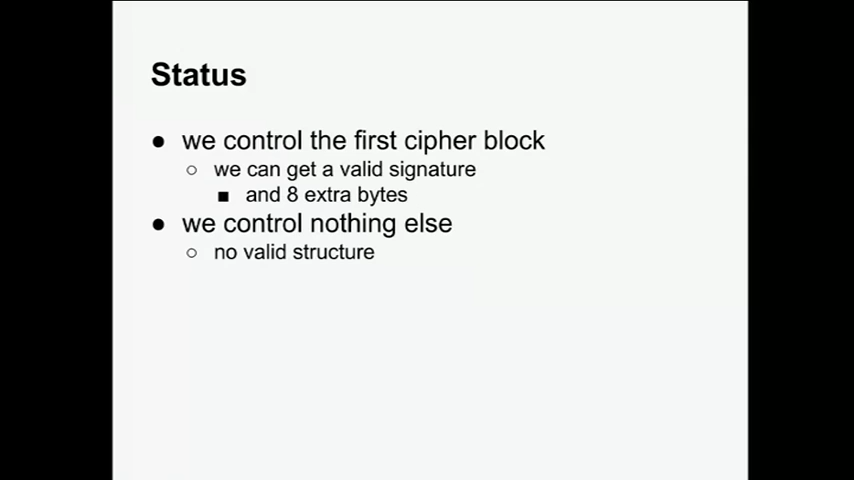 Status
● we control the first cipher block
○ we can get a valid signature
■ and 8 extra bytes
● we control nothing else
○ no valid structure